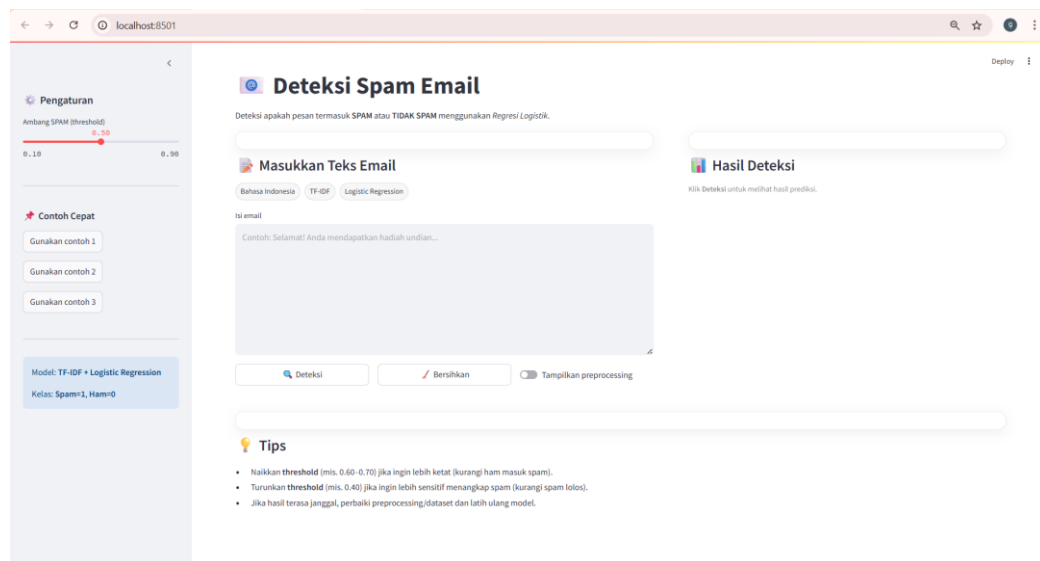 localhost:8501
Deploy
Pengaturan
Ambang SPAM (threshold)
0.50
0.10 0.90
Contoh Cepat
Gunakan contoh 1
Gunakan contoh 2
Gunakan contoh 3
Model: TF-IDF + Logistic Regression
Kelas: Spam=1, Ham=0
Deteksi Spam Email
Deteksi apakah pesan termasuk SPAM atau TIDAK SPAM menggunakan Regresi Logistik.
Masukkan Teks Email
Bahasa Indonesia TF-IDF Logistic Regression
Isi email
Contoh: Selamat! Anda mendapatkan hadiah undian...
Deteksi Bersihkan Tampilkan preprocessing
Hasil Deteksi
Klik Deteksi untuk melihat hasil prediksi.
Tips
• Naikkan threshold (mis. 0.60-0.70) jika ingin lebih ketat (kurangi ham masuk spam).
• Turunkan threshold (mis. 0.40) jika ingin lebih sensitif menangkap spam (kurangi spam lolos).
• Jika hasil terasa janggal, perbaiki preprocessing/dataset dan latih ulang model.